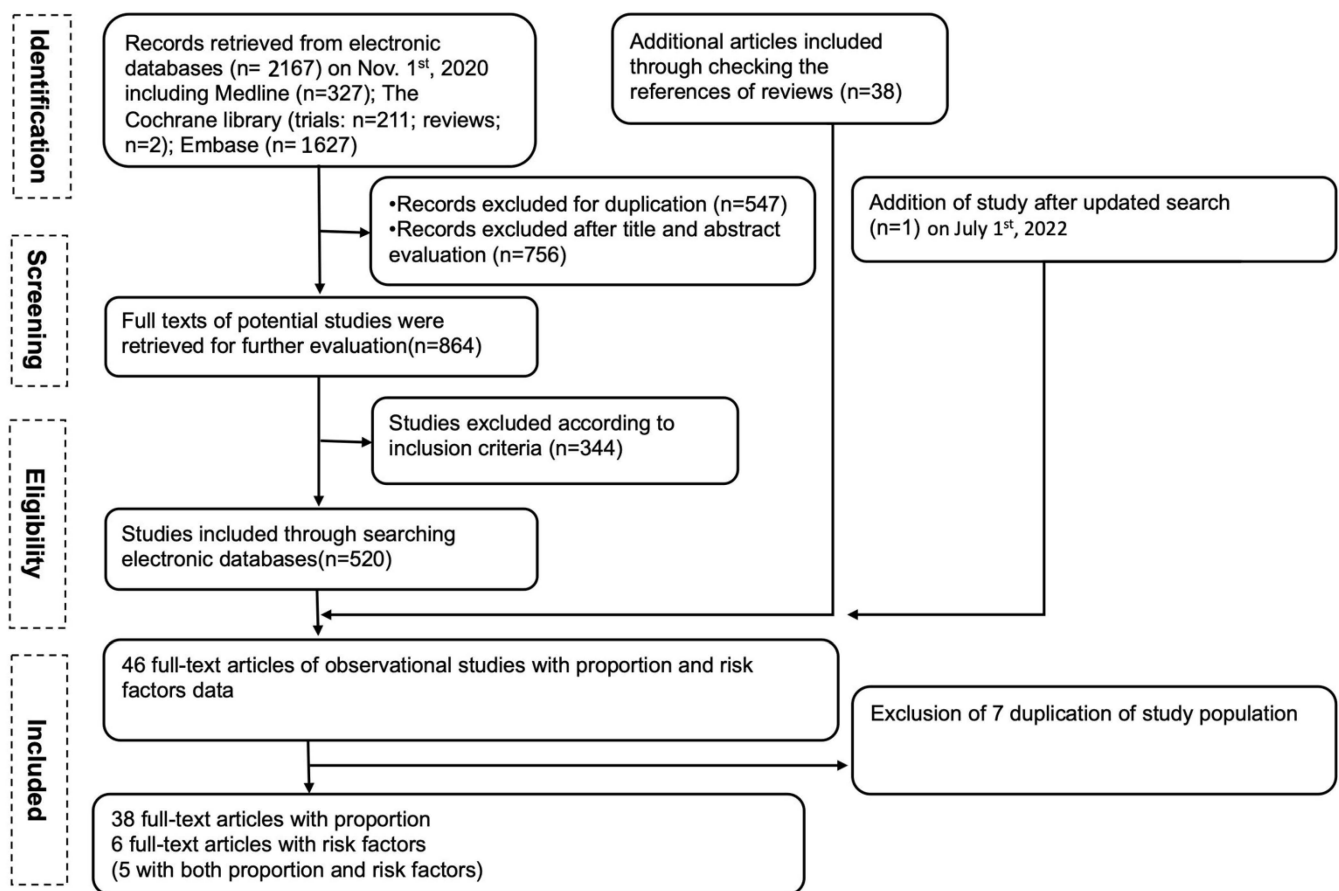 Identification
Records retrieved from electronic
databases (n= 2167) on Nov. 1st, 2020
including Medline (n=327); The
Cochrane library (trials: n=211; reviews;
n=2); Embase (n= 1627)
Additional articles included
through checking the
references of reviews (n=38)
•Records excluded for duplication (n=547)
•Records excluded after title and abstract
evaluation (n=756)
Addition of study after updated search
(n=1) on July 1st, 2022
Screening
Full texts of potential studies were
retrieved for further evaluation(n=864)
Studies excluded according to
inclusion criteria (n=344)
Eligibility
Studies included through searching
electronic databases(n=520)
Included
46 full-text articles of observational studies with proportion and risk
factors data
Exclusion of 7 duplication of study population
38 full-text articles with proportion
6 full-text articles with risk factors
(5 with both proportion and risk factors)